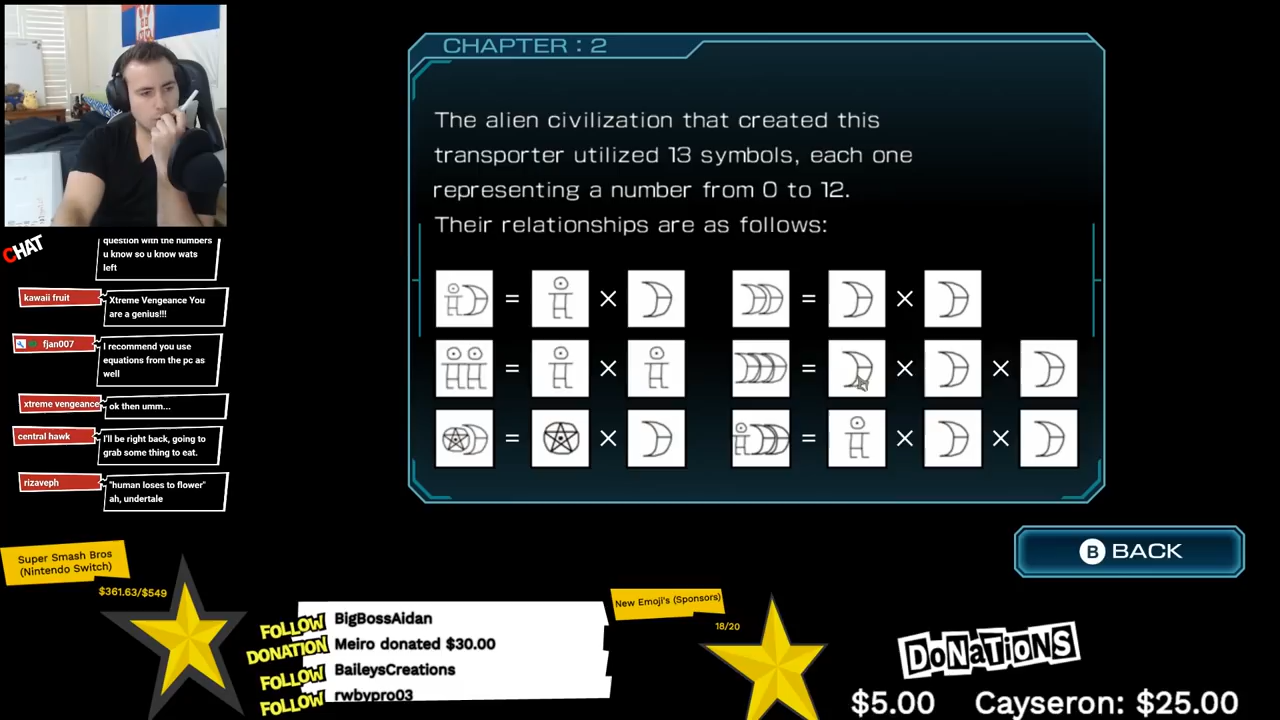 CHAPTER : 2
The alien civilization that created this
transporter utilized 13 symbols, each one
representing a number from 0 to 12.
Their relationships are as follows:
= × = ×
= × = × ×
= × = × ×
B BACK
CHAT
question with the numbers
u know so u know wats
left
kawaii fruit
Xtreme Vengeance You
are a genius!!!
fjan007
I recommend you use
equations from the pc as
well
xtreme vengeance
ok then umm...
central hawk
I'll be right back, going to
grab some thing to eat.
rizaveph
"human loses to flower"
ah, undertale
Super Smash Bros
(Nintendo Switch)
$361.63/$549
FOLLOW BigBossAidan
DONATION Meiro donated $30.00
FOLLOW BaileysCreations
FOLLOW rwbypro03
New Emoji's (Sponsors)
18/20
DoNaTiONS
$5.00 Cayseron: $25.00